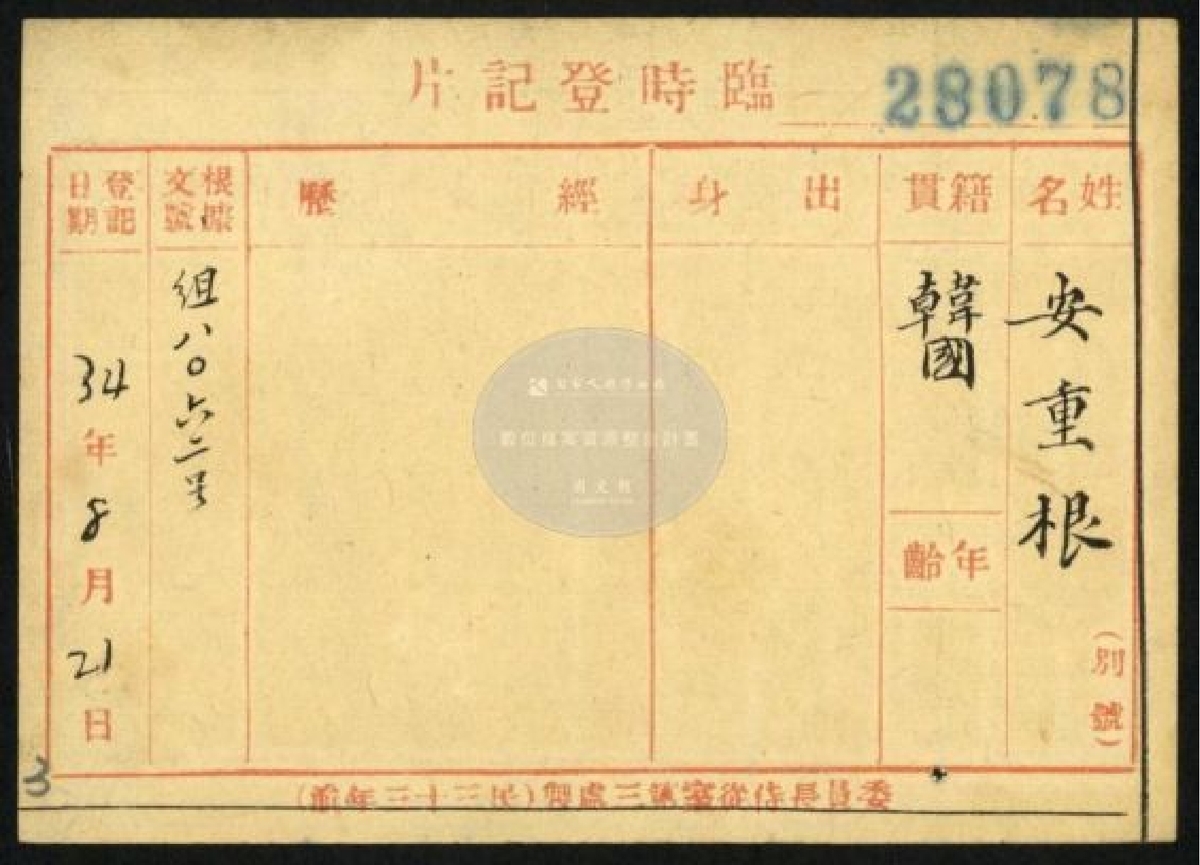 臨時登記片
28078
姓名
安重根
(別號)
籍貫
韓國
年齡
出身
經歷
根據文號
組八〇六二号
登記日期
34年8月21日
委員長侍從室第三處製(民三十三年前)
3